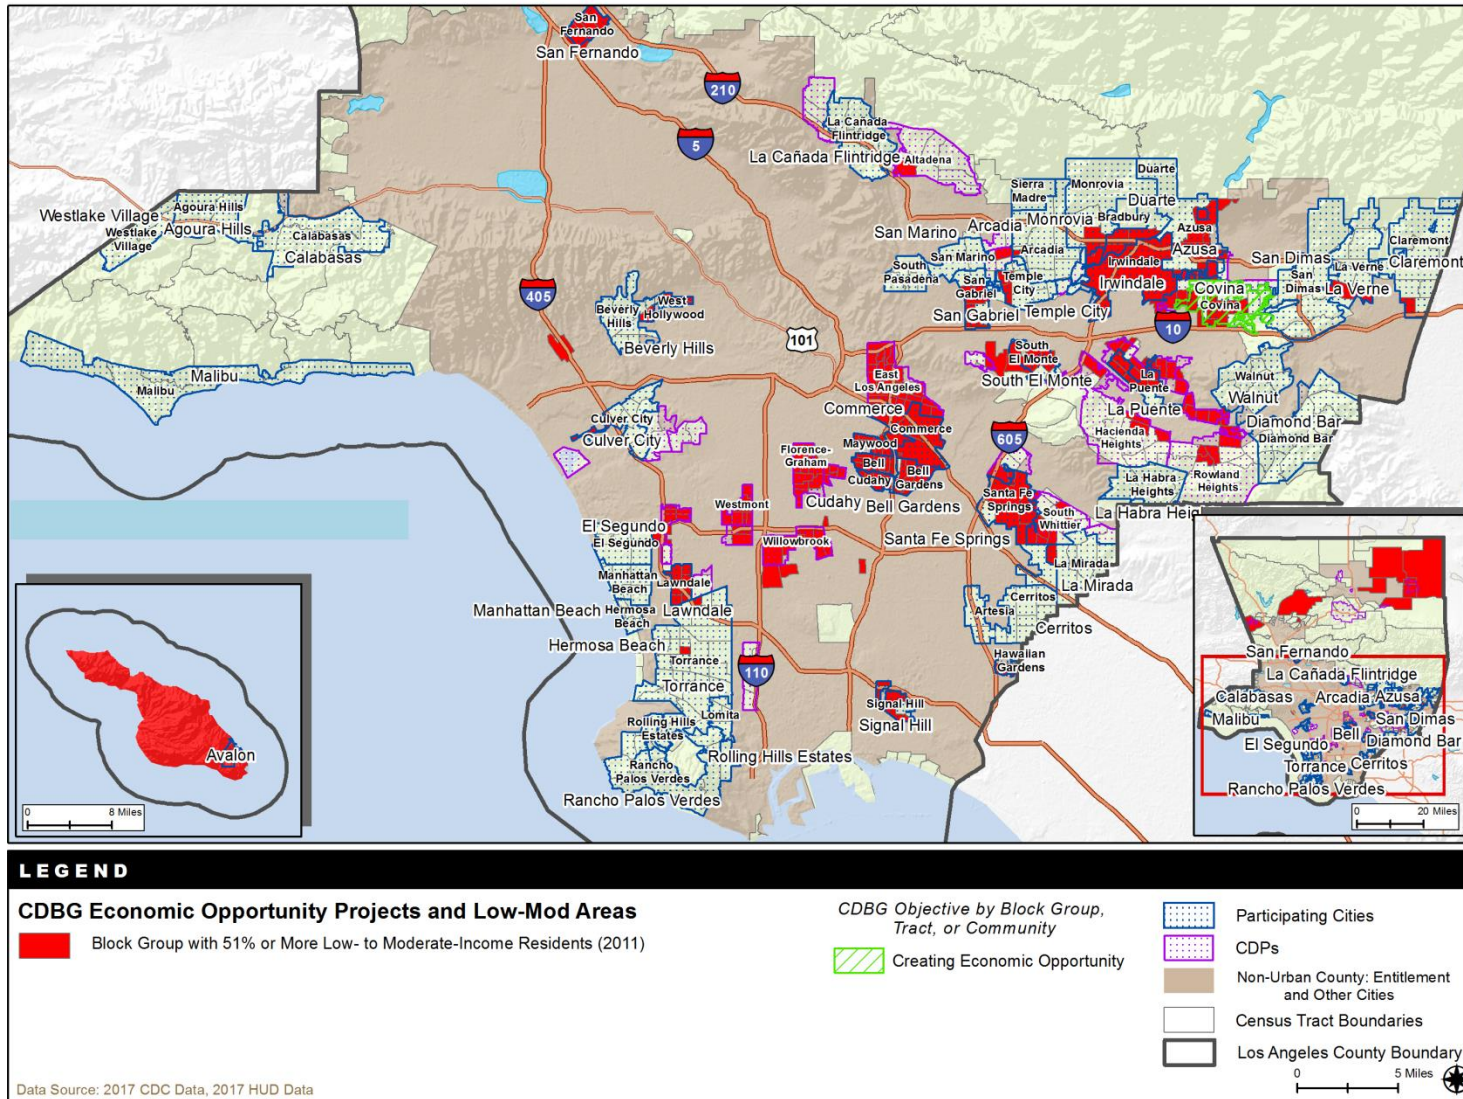 San
Fernando
San Fernando
210
5
La Cañada
Flintridge
La Cañada Flintridge
Altadena
Duarte
Monrovia
Sierra
Madre
Duarte
Bradbury
Arcadia
Monrovia
San Marino
Azusa
Azusa
Arcadia
San Marino
Irwindale
Irwindale
South
Pasadena
Temple
City
San
Gabriel
San Gabriel
Temple City
Covina
Covina
San Dimas
San
Dimas
La Verne
La Verne
Claremont
Claremont
Westlake Village
Westlake
Village
Agoura Hills
Agoura Hills
Calabasas
Calabasas
405
West
Hollywood
Beverly
Hills
Beverly Hills
101
10
Malibu
Malibu
South
El Monte
South El Monte
East
Los Angeles
Commerce
Commerce
La
Puente
La Puente
Walnut
Walnut
Diamond Bar
Diamond Bar
Culver City
Culver City
605
Hacienda
Heights
Maywood
Florence-
Graham
Bell
Cudahy
Bell
Gardens
Cudahy
Bell Gardens
La Habra
Heights
Rowland
Heights
La Habra Heig
Westmont
Santa Fe
Springs
South
Whittier
Santa Fe Springs
El Segundo
El Segundo
Willowbrook
La Mirada
La Mirada
Manhattan
Beach
Lawndale
Manhattan Beach
Hermosa
Beach
Lawndale
Hermosa Beach
Cerritos
Artesia
Cerritos
Hawaiian
Gardens
Torrance
Torrance
110
Signal Hill
Signal Hill
Lomita
Rolling Hills
Estates
Rolling Hills Estates
Rancho
Palos Verdes
Rancho Palos Verdes
Avalon
0 8 Miles
San Fernando
La Cañada Flintridge
Calabasas
Arcadia
Azusa
Malibu
San Dimas
Bell
El Segundo
Diamond Bar
Torrance
Cerritos
Rancho Palos Verdes
0 20 Miles
LEGEND
CDBG Economic Opportunity Projects and Low-Mod Areas
Block Group with 51% or More Low- to Moderate-Income Residents (2011)
CDBG Objective by Block Group,
Tract, or Community
Creating Economic Opportunity
Participating Cities
CDPs
Non-Urban County: Entitlement
and Other Cities
Census Tract Boundaries
Los Angeles County Boundary
0 5 Miles
Data Source: 2017 CDC Data, 2017 HUD Data